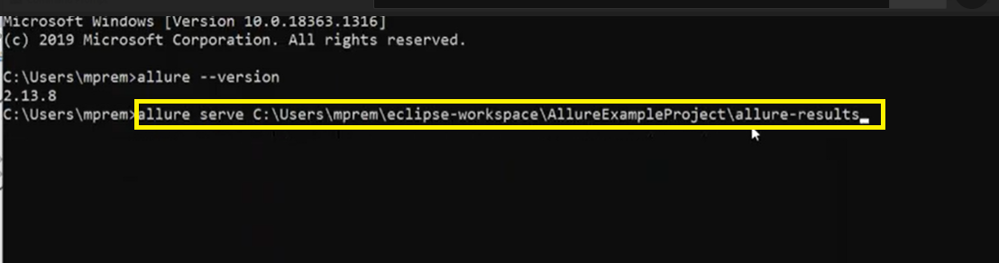 Microsoft Windows [Version 10.0.18363.1316]
(c) 2019 Microsoft Corporation. All rights reserved.
C:\Users\mprem>allure --version
2.13.8
C:\Users\mprem>allure serve C:\Users\mprem\eclipse-workspace\AllureExampleProject\allure-results_